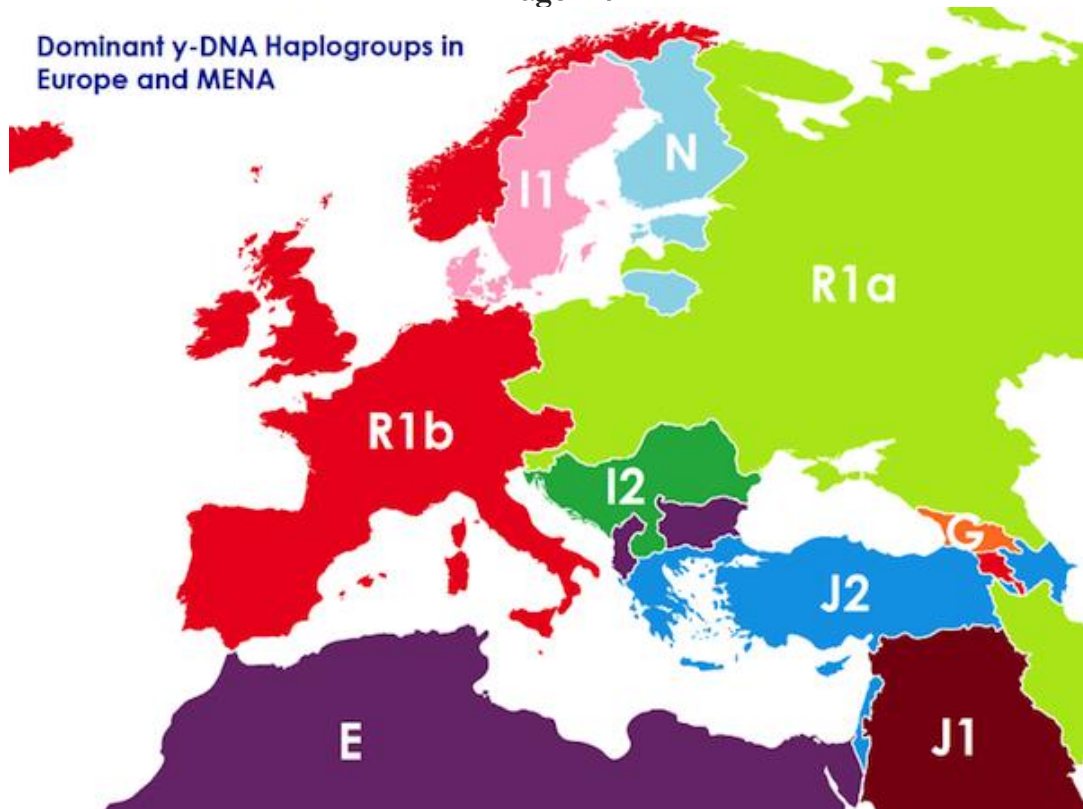 Dominant y-DNA Haplogroups in
Europe and MENA
N
I1
R1a
R1b
I2
G
J2
E
J1